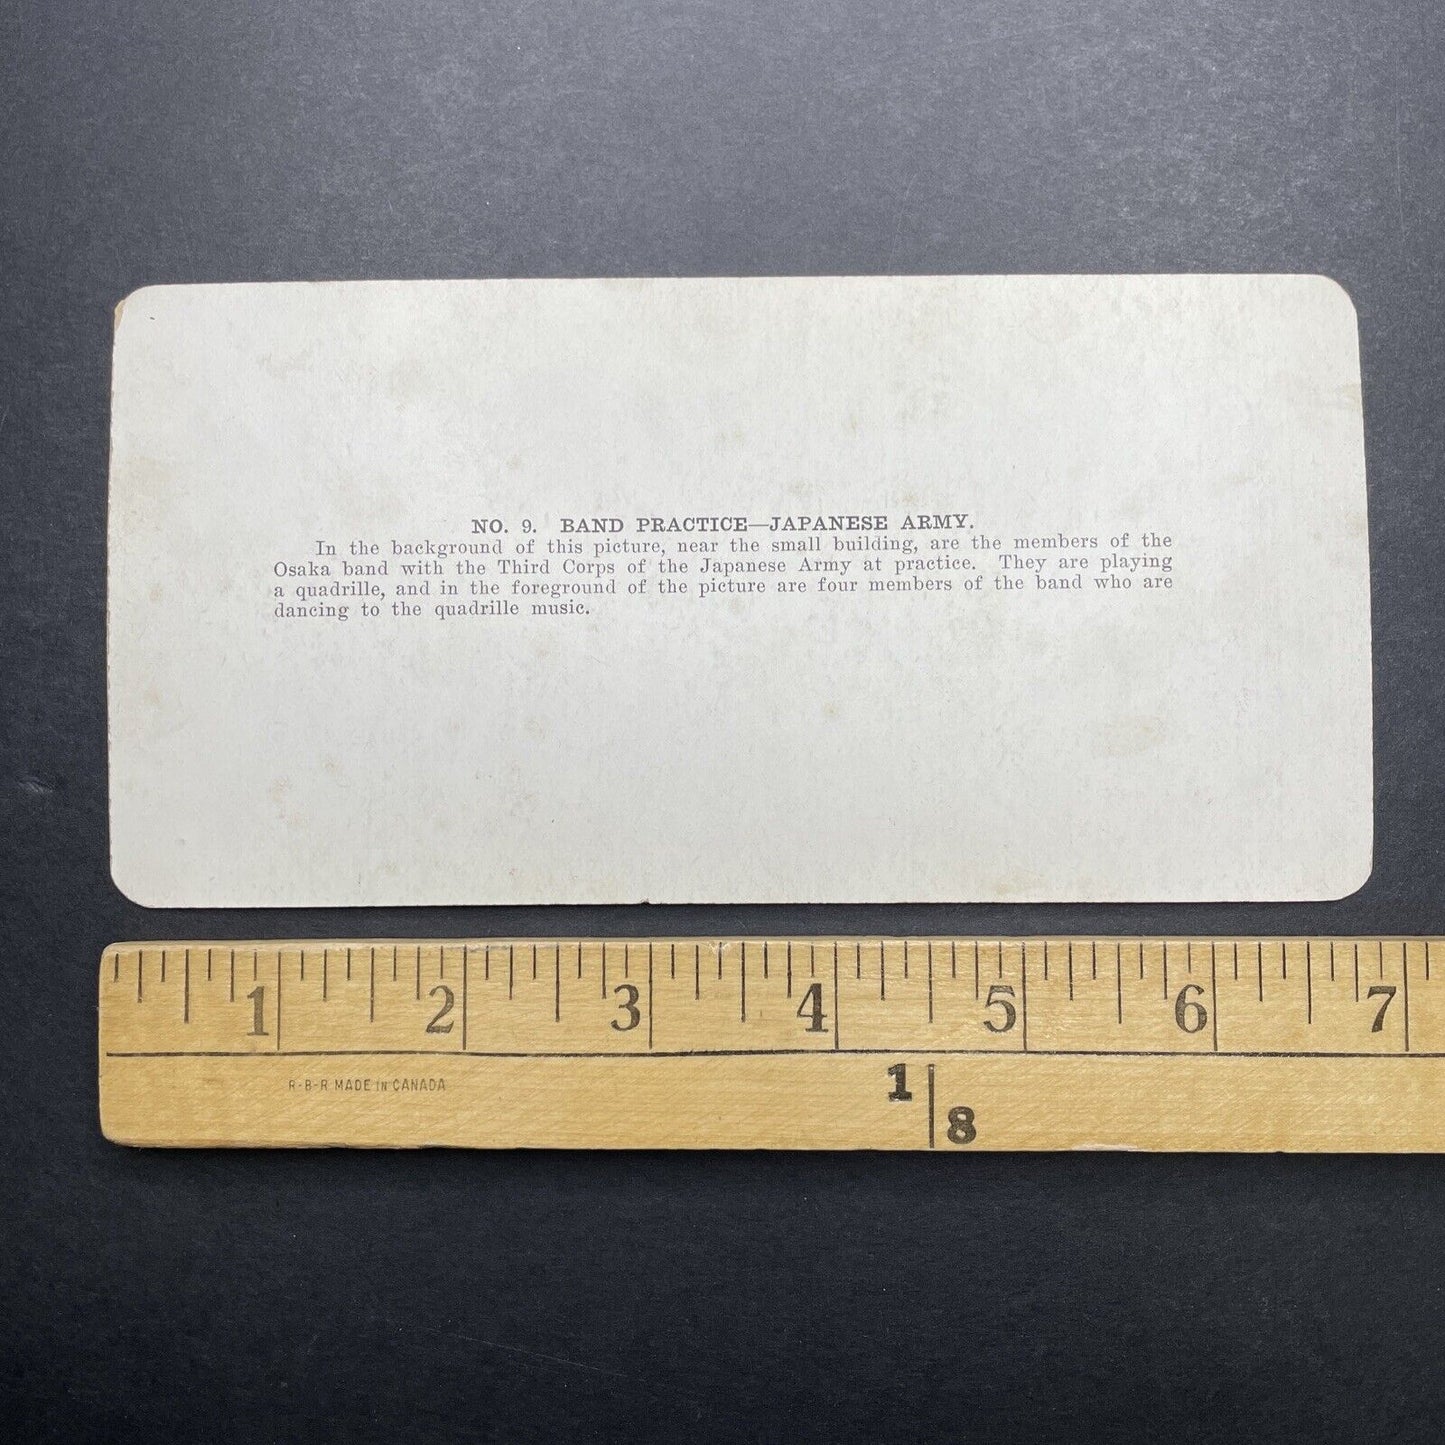 NO. 9. BAND PRACTICE—JAPANESE ARMY.
In the background of this picture, near the small building, are the members of the
Osaka band with the Third Corps of the Japanese Army at practice. They are playing
a quadrille, and in the foreground of the picture are four members of the band who are
dancing to the quadrille music.
1 2 3 4 5 6 7
R-B-R MADE IN CANADA
1
8